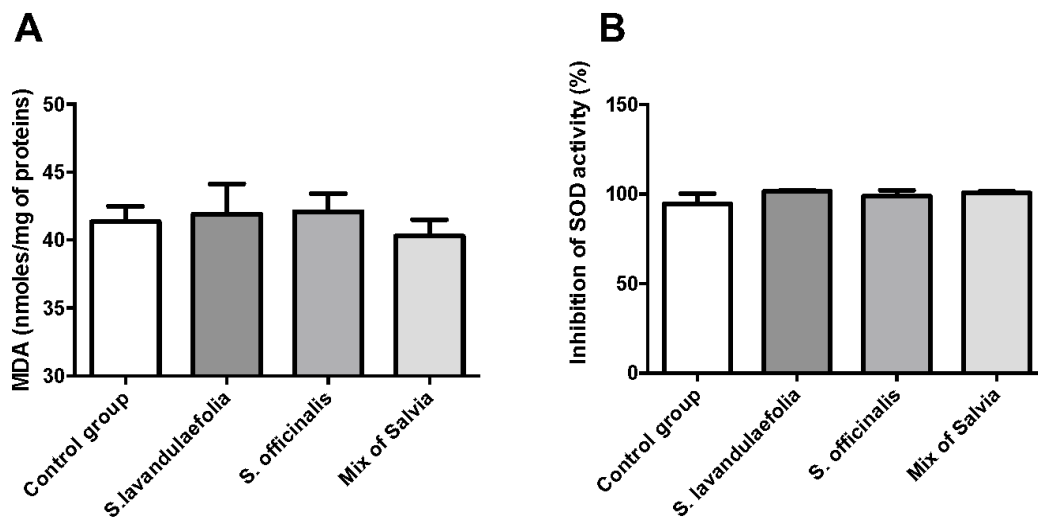 A
MDA (nmoles/mg of proteins)
50
45
40
35
30
Control group
S.lavandulaefolia
S. officinalis
Mix of Salvia
B
Inhibition of SOD activity (%)
150
100
50
0
Control group
S. lavandulaefolia
S. officinalis
Mix of Salvia